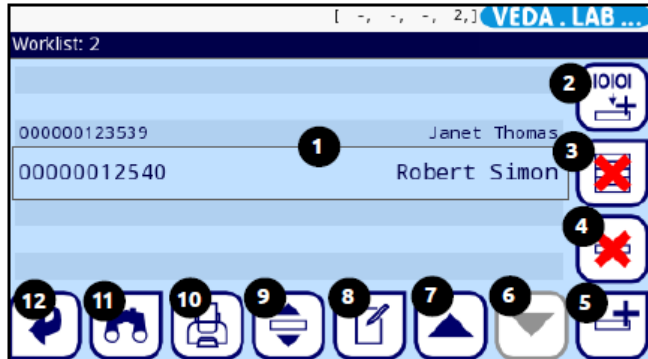 [ -, -, -, 2,] VEDA . LAB ...
Worklist: 2
2
IOIOI
000000123539 1 Janet Thomas
3
00000012540 Robert Simon
4
12 11 10 9 8 7 6 5